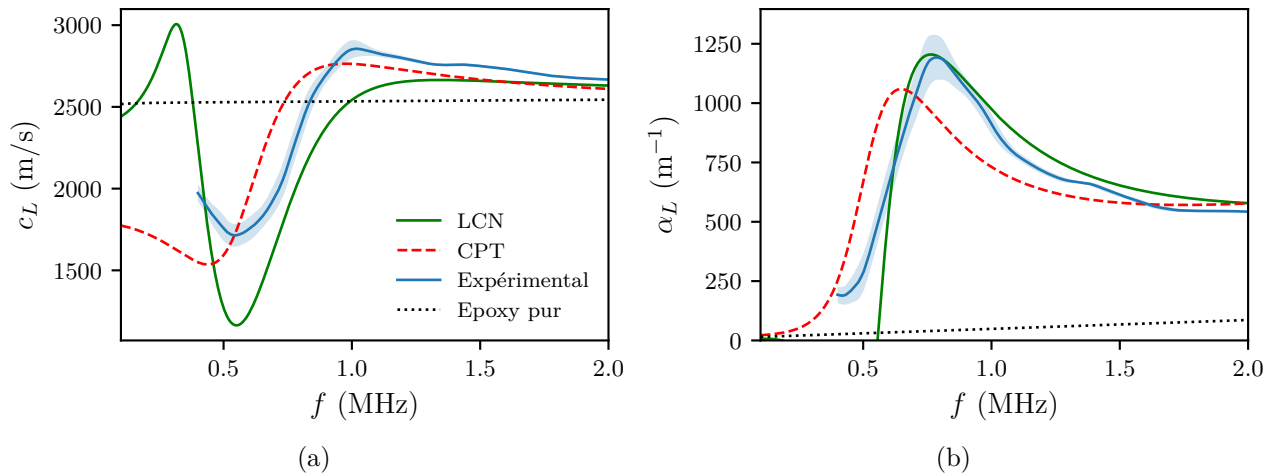 3000
2500
2000
1500
c_L (m/s)
0.5
1.0
1.5
2.0
f (MHz)
LCN
CPT
Expérimental
Epoxy pur
(a)
1250
1000
750
500
250
0
α_L (m⁻¹)
0.5
1.0
1.5
2.0
f (MHz)
(b)